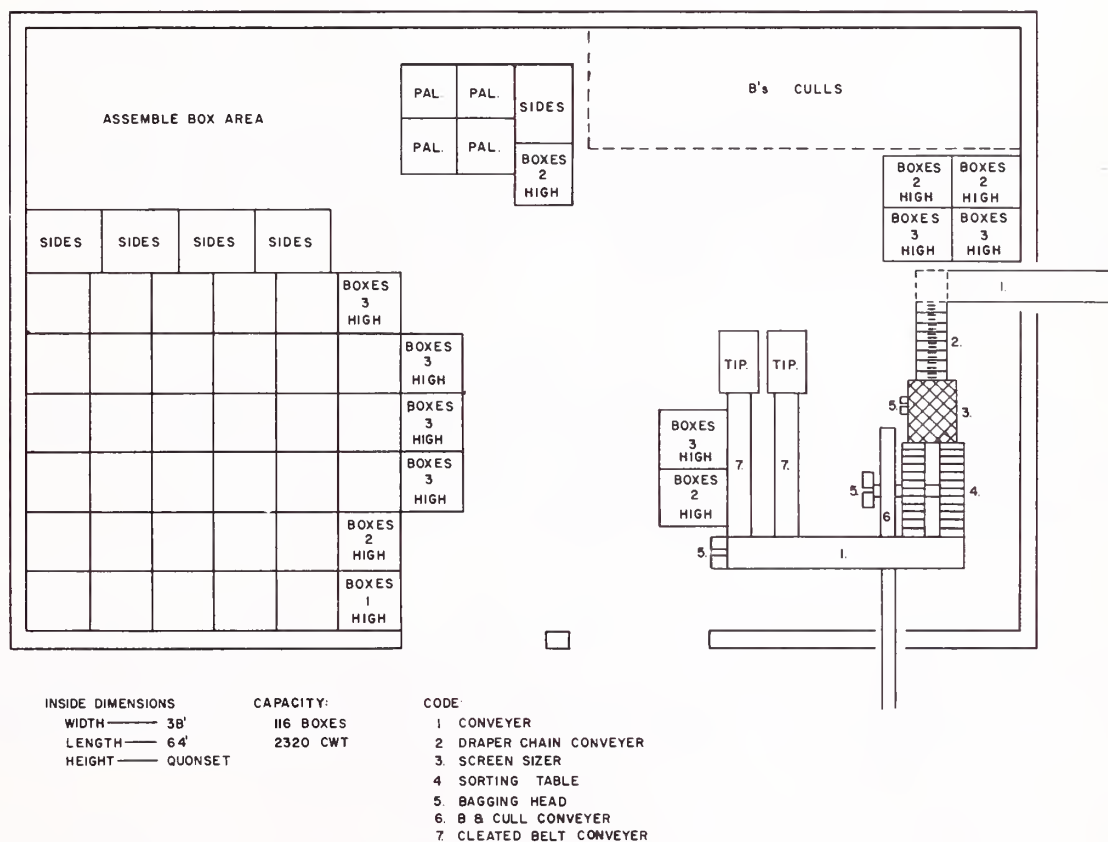 ASSEMBLE BOX AREA
PAL. PAL. SIDES
PAL. PAL.
BOXES
2
HIGH
B's CULLS
BOXES
2
HIGH
BOXES
2
HIGH
BOXES
3
HIGH
BOXES
3
HIGH
SIDES SIDES SIDES SIDES
BOXES
3
HIGH
BOXES
3
HIGH
BOXES
3
HIGH
BOXES
3
HIGH
BOXES
2
HIGH
BOXES
1
HIGH
TIP. TIP.
BOXES
3
HIGH
BOXES
2
HIGH
7. 7.
5.
1.
1.
2.
5. 3.
5. 4.
6
INSIDE DIMENSIONS
WIDTH 38'
LENGTH 64'
HEIGHT QUONSET
CAPACITY:
116 BOXES
2320 CWT
CODE:
1 CONVEYER
2 DRAPER CHAIN CONVEYER
3. SCREEN SIZER
4 SORTING TABLE
5. BAGGING HEAD
6. B & CULL CONVEYER
7. CLEATED BELT CONVEYER